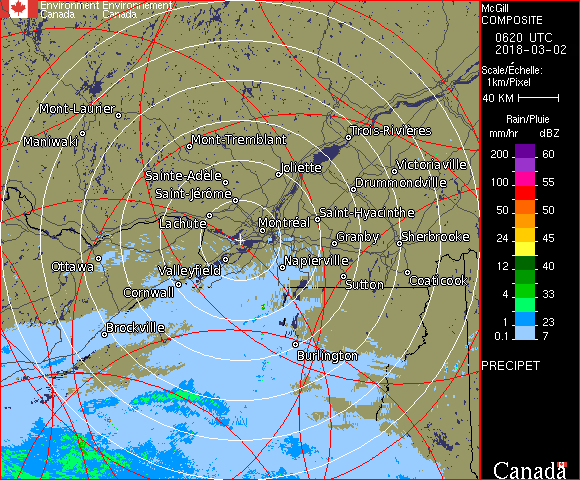 Environment Environnement
Canada Canada
McGill
COMPOSITE
0620 UTC
2018-03-02
Scale/Échelle:
1km/Pixel
40 KM
Rain/Pluie
mm/hr dBZ
200 60
155 55
100 55
50 50
24 45
12 40
4 33
1 23
0.1 7
PRECIPET
Canada
Mont-Laurier
Maniwaki
Mont-Tremblant
Trois-Rivières
Sainte-Adèle
Joliette
Victoriaville
Saint-Jérôme
Drummondville
Lachute
Montréal
Saint-Hyacinthe
Granby
Sherbrooke
Ottawa
Valleyfield
Napierville
Cornwall
Sutton
Coaticook
Brockville
Burlington